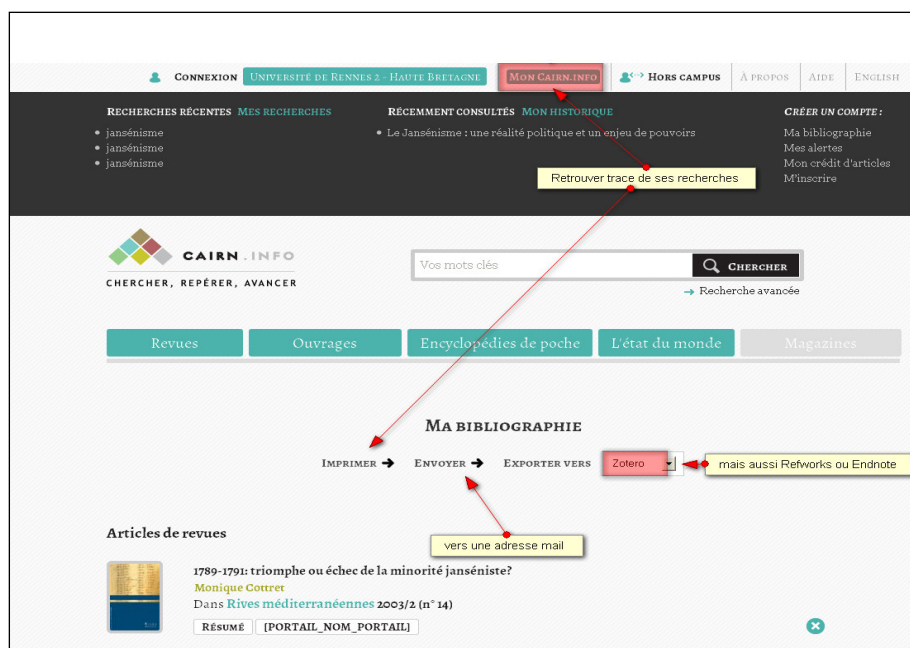 CONNEXION UNIVERSITÉ DE RENNES 2 - HAUTE BRETAGNE MON CAIRN.INFO HORS CAMPUS À PROPOS AIDE ENGLISH
RECHERCHES RÉCENTES MES RECHERCHES RÉCEMMENT CONSULTÉS MON HISTORIQUE CRÉER UN COMPTE :
• jansénisme • Le Jansénisme : une réalité politique et un enjeu de pouvoirs Ma bibliographie
• jansénisme Mes alertes
• jansénisme Mon crédit d'articles
Retrouver trace de ses recherches M'inscrire
CAIRN.INFO
CHERCHER, REPÉRER, AVANCER
Vos mots clés CHERCHER
→ Recherche avancée
Revues Ouvrages Encyclopédies de poche L'état du monde Magazines
MA BIBLIOGRAPHIE
IMPRIMER → ENVOYER → EXPORTER VERS Zotero mais aussi Refworks ou Endnote
Articles de revues
vers une adresse mail
1789-1791: triomphe ou échec de la minorité janséniste?
Monique Cottret
Dans Rives méditerranéennes 2003/2 (n° 14)
RÉSUMÉ [PORTAIL_NOM_PORTAIL]